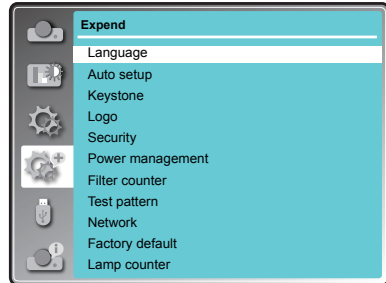 Expend
Language
Auto setup
Keystone
Logo
Security
Power management
Filter counter
Test pattern
Network
Factory default
Lamp counter